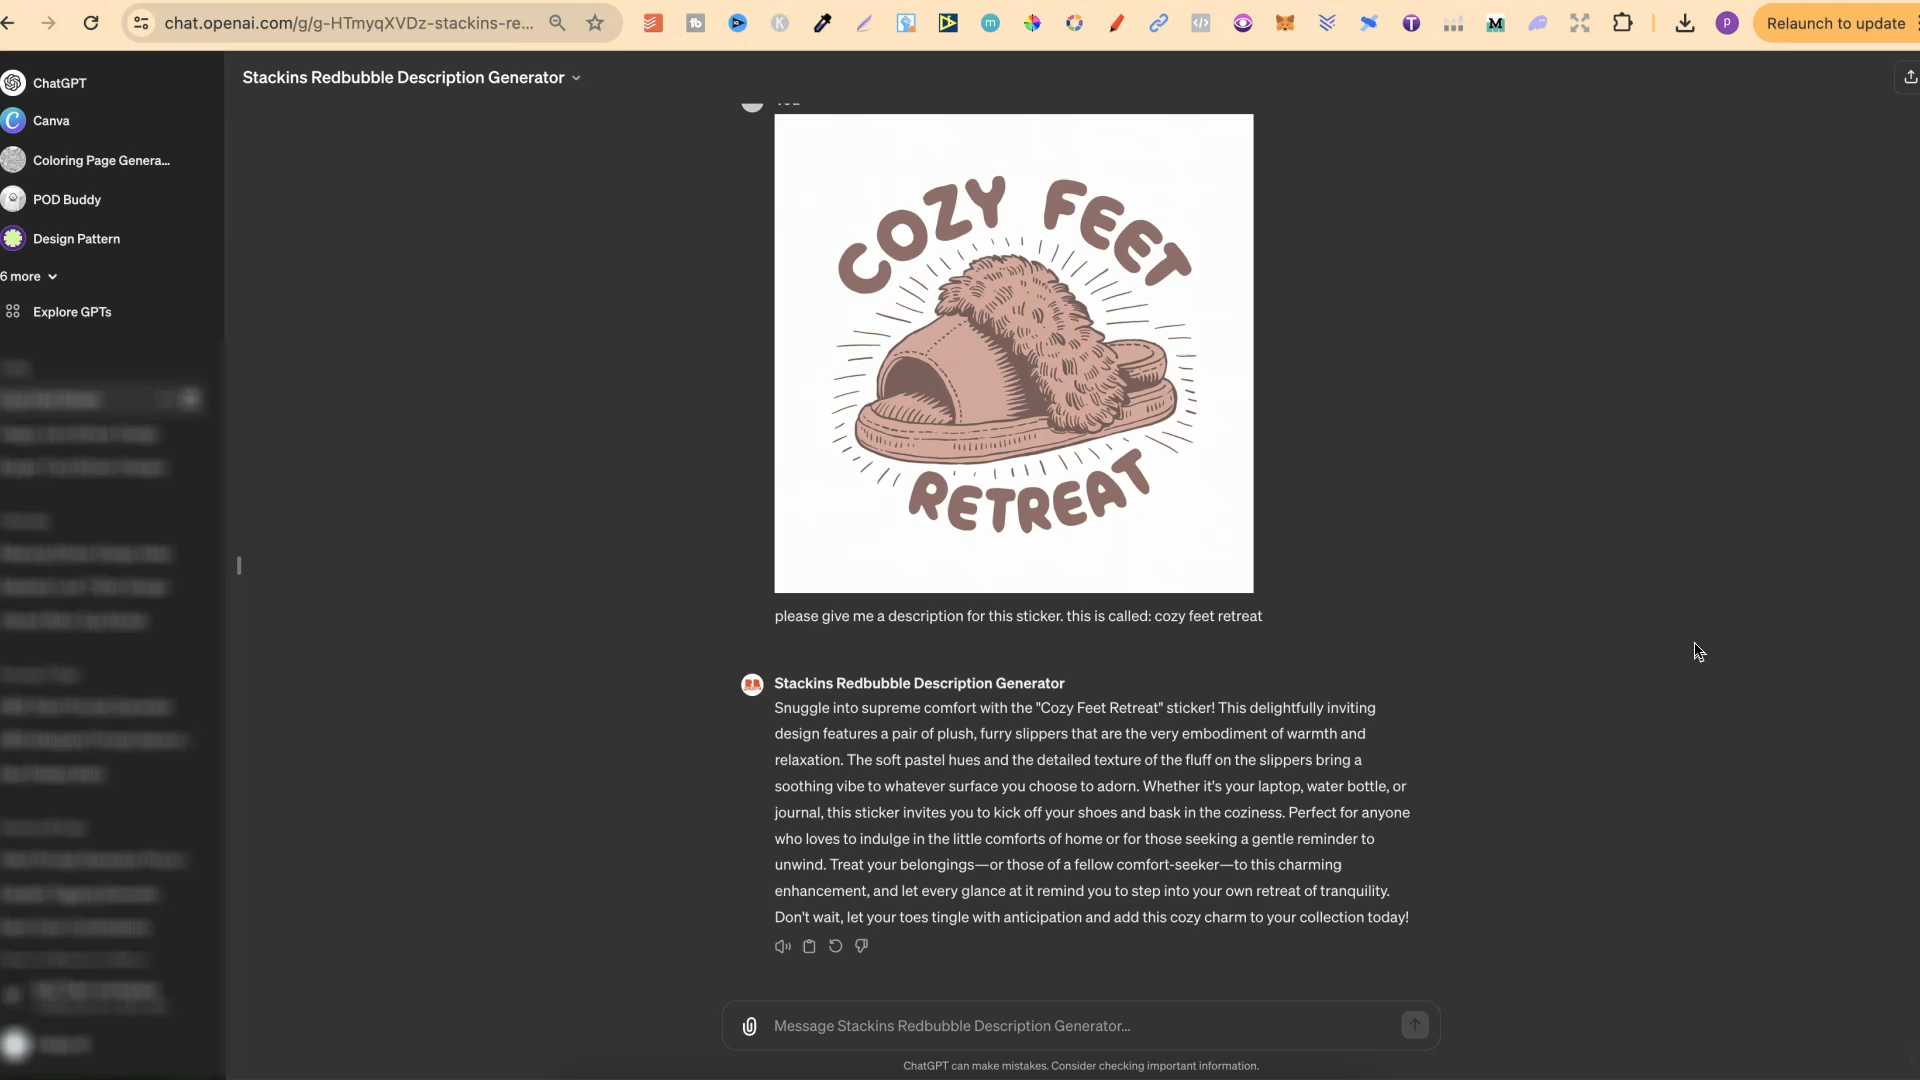 chat.openai.com/g/g-HTmyqXVDz-stackins-re...
Relaunch to update
ChatGPT
Canva
Coloring Page Genera...
POD Buddy
Design Pattern
6 more
Explore GPTs
Stackins Redbubble Description Generator
COZY FEET
RETREAT
please give me a description for this sticker. this is called: cozy feet retreat
Stackins Redbubble Description Generator
Snuggle into supreme comfort with the "Cozy Feet Retreat" sticker! This delightfully inviting
design features a pair of plush, furry slippers that are the very embodiment of warmth and
relaxation. The soft pastel hues and the detailed texture of the fluff on the slippers bring a
soothing vibe to whatever surface you choose to adorn. Whether it's your laptop, water bottle, or
journal, this sticker invites you to kick off your shoes and bask in the coziness. Perfect for anyone
who loves to indulge in the little comforts of home or for those seeking a gentle reminder to
unwind. Treat your belongings—or those of a fellow comfort-seeker—to this charming
enhancement, and let every glance at it remind you to step into your own retreat of tranquility.
Don't wait, let your toes tingle with anticipation and add this cozy charm to your collection today!
Message Stackins Redbubble Description Generator...
ChatGPT can make mistakes. Consider checking important information.